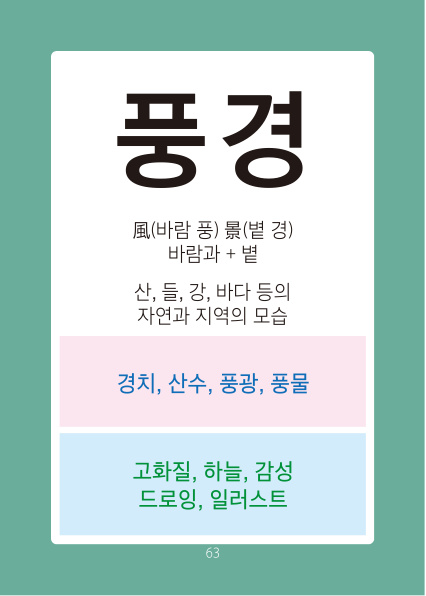 풍경
風(바람 풍) 景(볕 경)
바람과 + 볕
산, 들, 강, 바다 등의
자연과 지역의 모습
경치, 산수, 풍광, 풍물
고화질, 하늘, 감성
드로잉, 일러스트
63